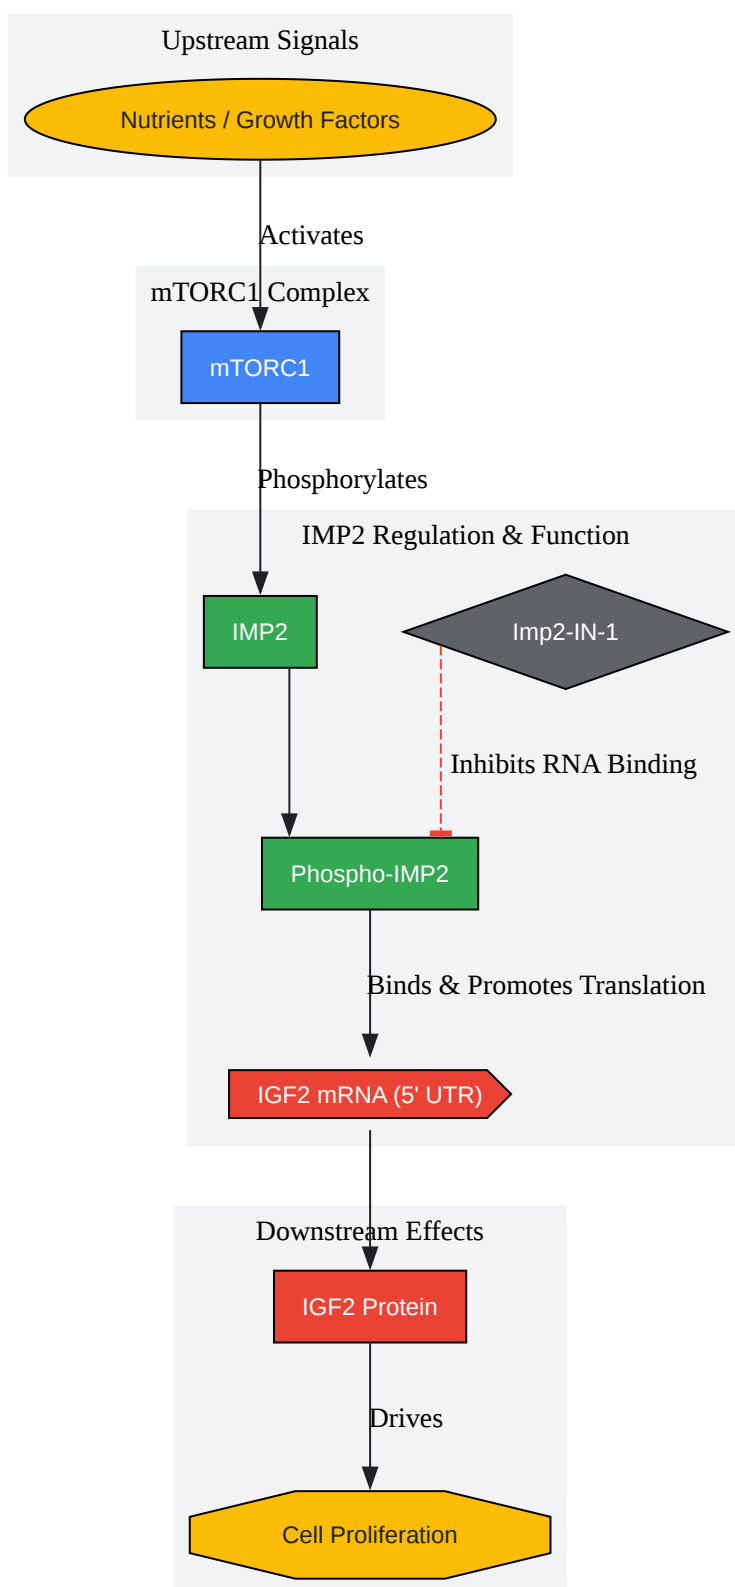 Upstream Signals
Nutrients / Growth Factors
Activates
mTORC1 Complex
mTORC1
Phosphorylates
IMP2 Regulation & Function
IMP2
Imp2-IN-1
Inhibits RNA Binding
Phospho-IMP2
Binds & Promotes Translation
IGF2 mRNA (5' UTR)
Downstream Effects
IGF2 Protein
Drives
Cell Proliferation